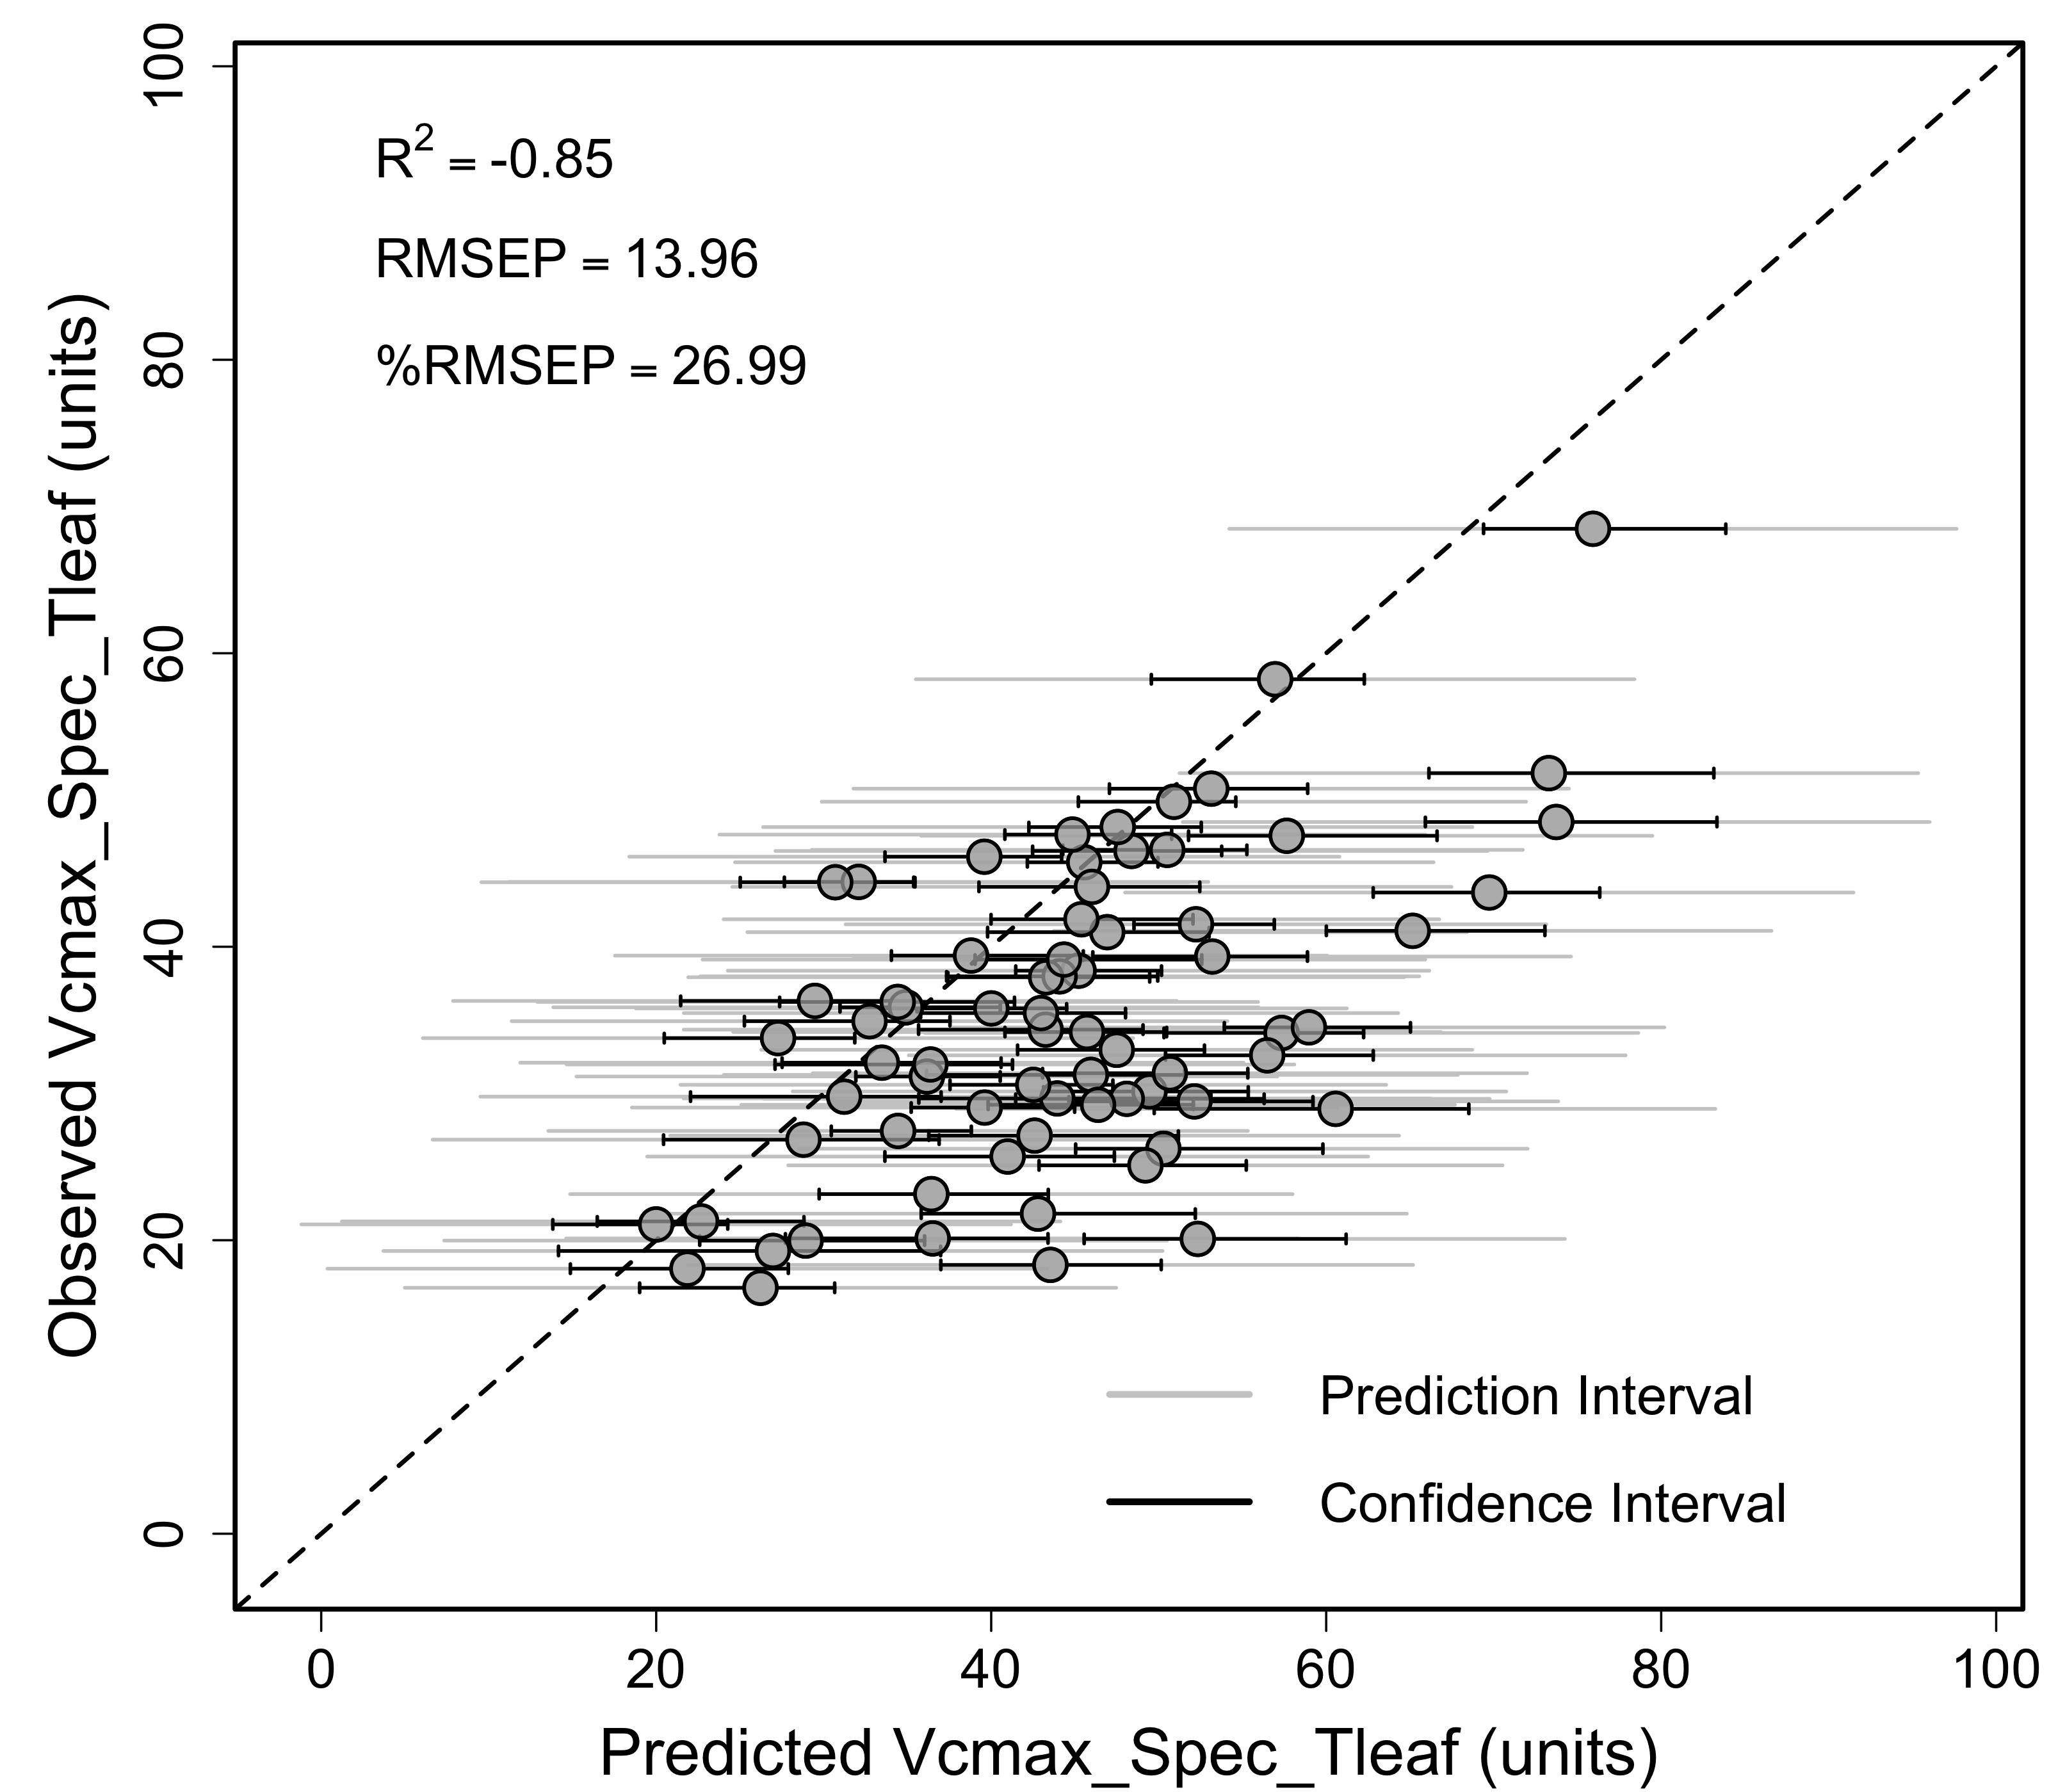 R² = -0.85
RMSEP = 13.96
%RMSEP = 26.99
Observed Vcmax_Spec_Tleaf (units)
100
80
60
40
20
0
Prediction Interval
Confidence Interval
0 20 40 60 80 100
Predicted Vcmax_Spec_Tleaf (units)